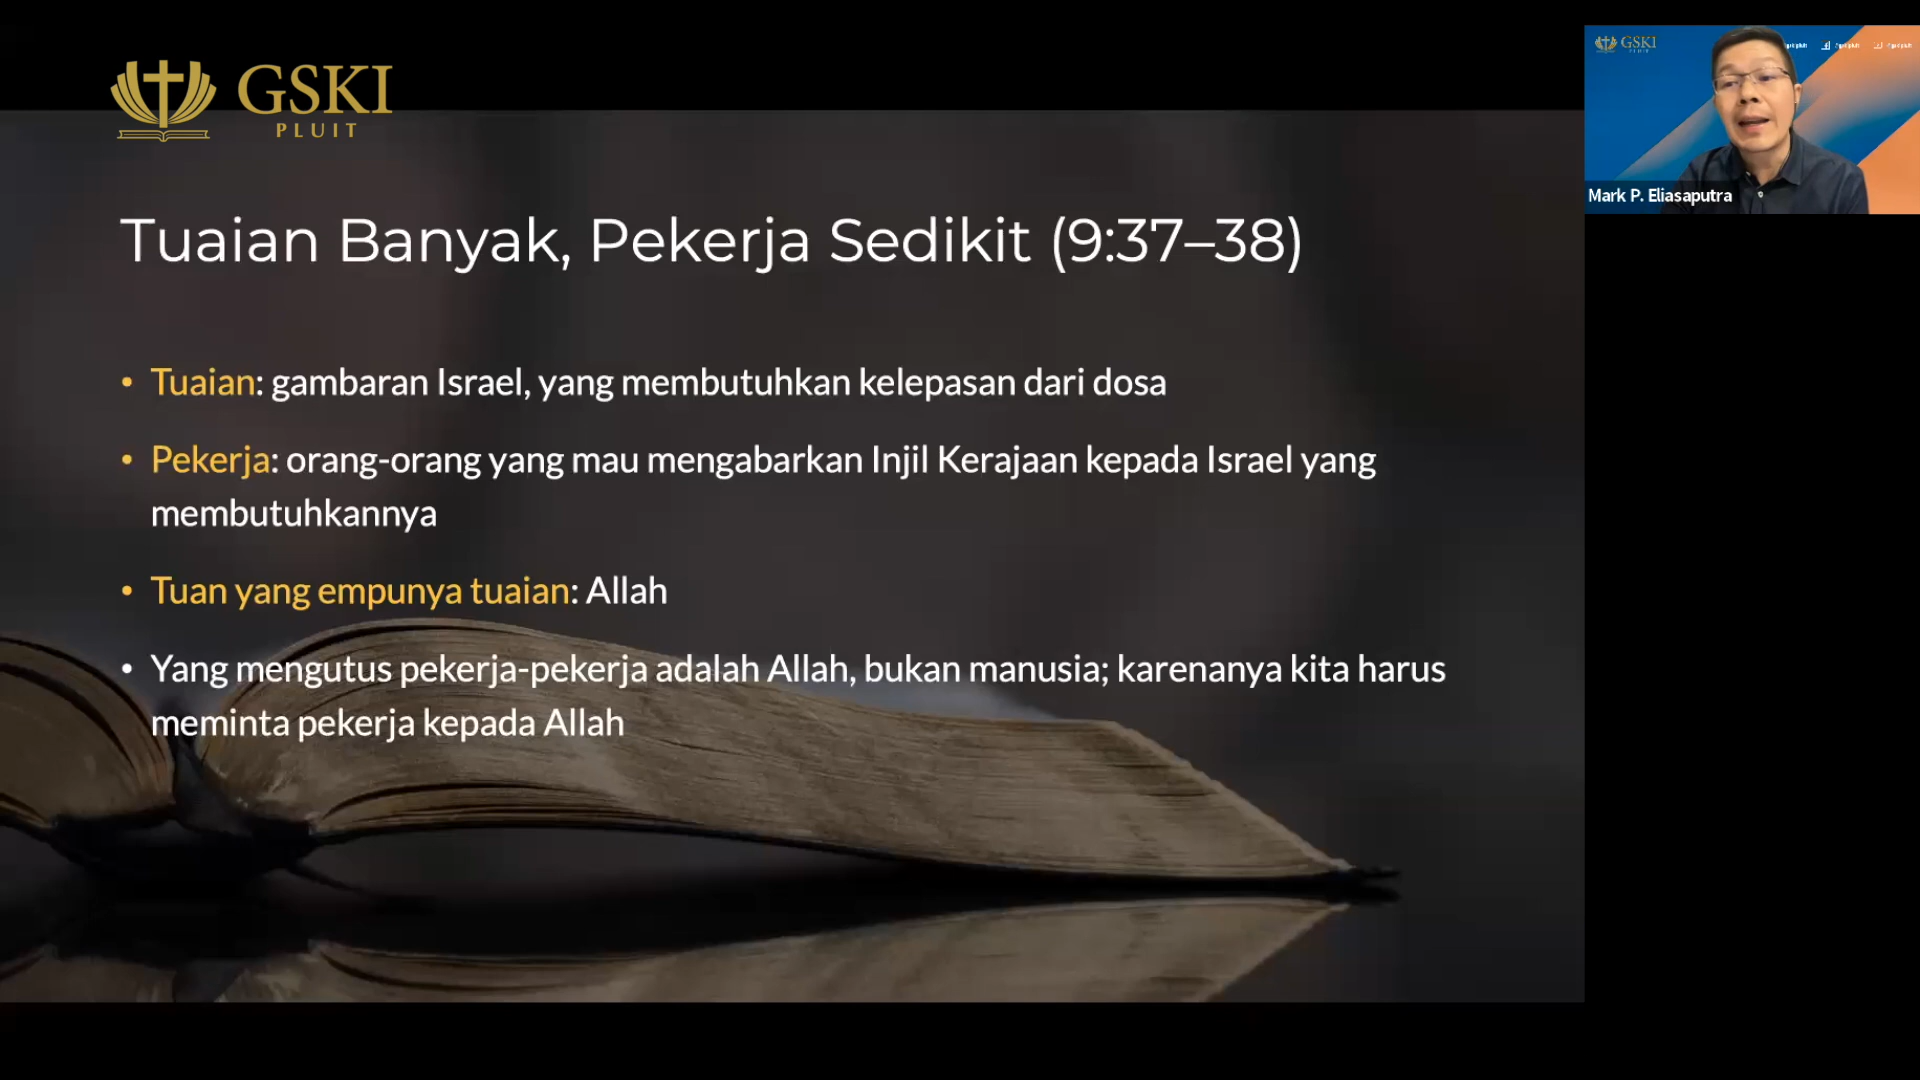 GSKI
PLUIT
Tuaian Banyak, Pekerja Sedikit (9:37–38)
• Tuaian: gambaran Israel, yang membutuhkan kelepasan dari dosa
• Pekerja: orang-orang yang mau mengabarkan Injil Kerajaan kepada Israel yang
membutuhkannya
• Tuan yang empunya tuaian: Allah
• Yang mengutus pekerja-pekerja adalah Allah, bukan manusia; karenanya kita harus
meminta pekerja kepada Allah
GSKI
PLUIT
Mark P. Eliasaputra